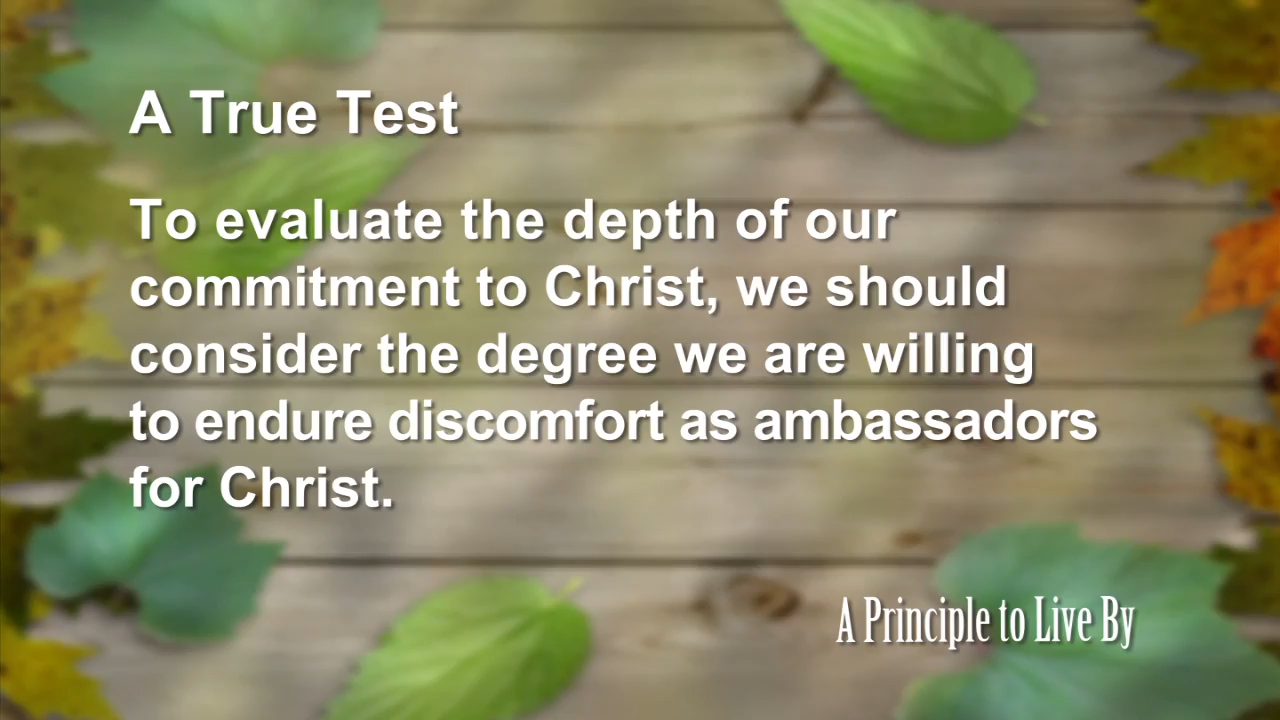 A True Test
To evaluate the depth of our
commitment to Christ, we should
consider the degree we are willing
to endure discomfort as ambassadors
for Christ.
A Principle to Live By